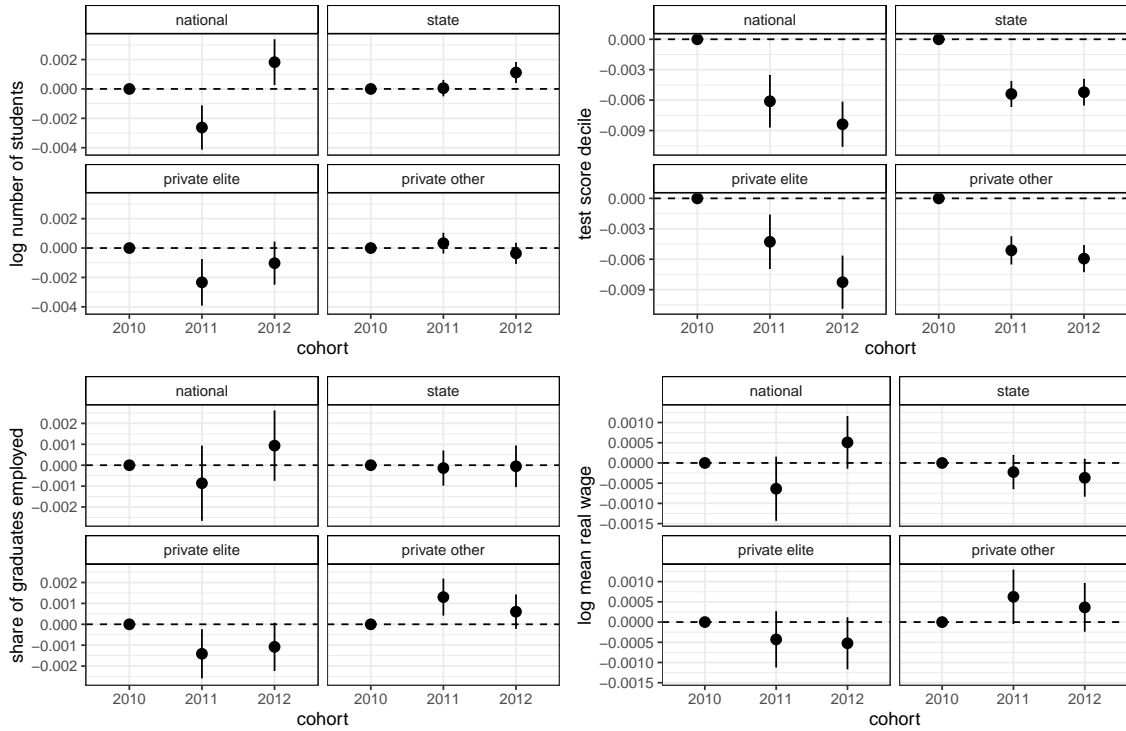 national
state
0.002
0.000
−0.002
−0.004
private elite
private other
0.002
0.000
−0.002
−0.004
2010 2011 2012
2010 2011 2012
cohort
log number of students
national
state
0.000
−0.003
−0.006
−0.009
private elite
private other
0.000
−0.003
−0.006
−0.009
2010 2011 2012
2010 2011 2012
cohort
test score decile
national
state
0.002
0.001
0.000
−0.001
−0.002
private elite
private other
0.002
0.001
0.000
−0.001
−0.002
2010 2011 2012
2010 2011 2012
cohort
share of graduates employed
national
state
0.0010
0.0005
0.0000
−0.0005
−0.0010
−0.0015
private elite
private other
0.0010
0.0005
0.0000
−0.0005
−0.0010
−0.0015
2010 2011 2012
2010 2011 2012
cohort
log mean real wage